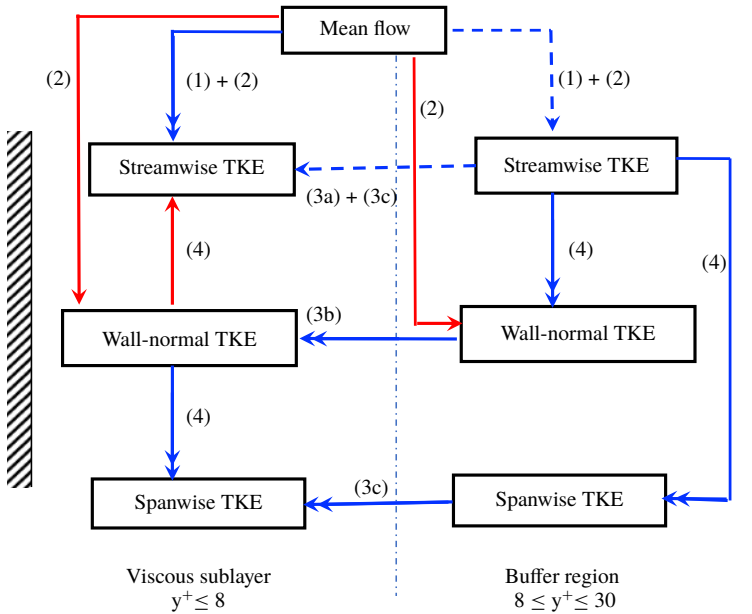 Mean flow
(2)
(1) + (2)
(2)
(1) + (2)
Streamwise TKE
Streamwise TKE
(3a) + (3c)
(4)
(4)
(4)
Wall-normal TKE
(3b)
Wall-normal TKE
(4)
Spanwise TKE
(3c)
Spanwise TKE
Viscous sublayer
y⁺ ≤ 8
Buffer region
8 ≤ y⁺ ≤ 30